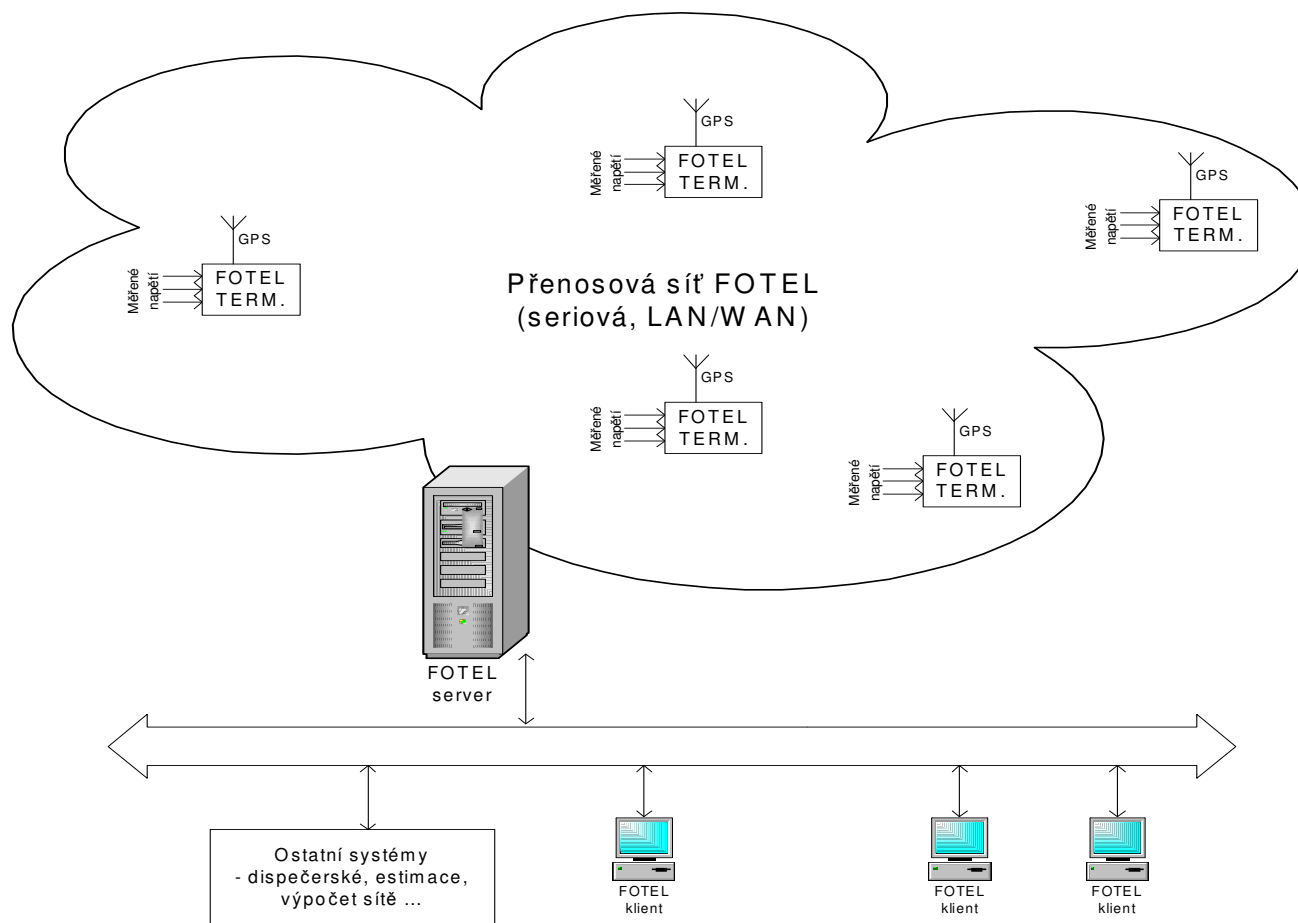 GPS
FOTEL
TERM.
Měřené
napětí
GPS
FOTEL
TERM.
Měřené
napětí
GPS
FOTEL
TERM.
Měřené
napětí
Přenosová síť FOTEL
(seriová, LAN/WAN)
GPS
FOTEL
TERM.
Měřené
napětí
GPS
FOTEL
TERM.
Měřené
napětí
FOTEL
server
Ostatní systémy
- dispečerské, estimace,
výpočet sítě ...
FOTEL
klient
FOTEL
klient
FOTEL
klient